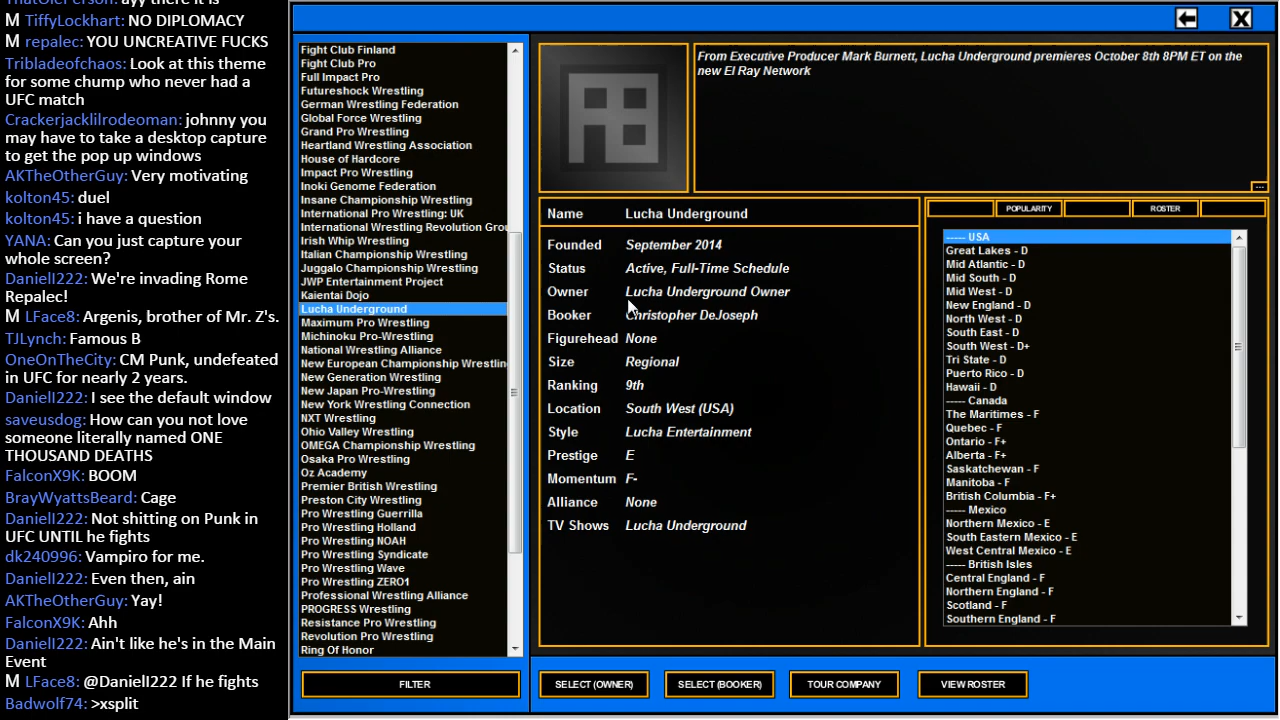 ThatOlePerson: ayy there it is
M TiffyLockhart: NO DIPLOMACY
M repalec: YOU UNCREATIVE FUCKS
Tribladeofchaos: Look at this theme
for some chump who never had a
UFC match
Crackerjacklilrodeoman: johnny you
may have to take a desktop capture
to get the pop up windows
AKTheOtherGuy: Very motivating
kolton45: duel
kolton45: i have a question
YANA: Can you just capture your
whole screen?
DanielI222: We're invading Rome
Repalec!
M LFace8: Argenis, brother of Mr. Z's.
TJLynch: Famous B
OneOnTheCity: CM Punk, undefeated
in UFC for nearly 2 years.
DanielI222: I see the default window
saveusdog: How can you not love
someone literally named ONE
THOUSAND DEATHS
FalconX9K: BOOM
BrayWyattsBeard: Cage
DanielI222: Not shitting on Punk in
UFC UNTIL he fights
dk240996: Vampiro for me.
DanielI222: Even then, ain
AKTheOtherGuy: Yay!
FalconX9K: Ahh
DanielI222: Ain't like he's in the Main
Event
M LFace8: @DanielI222 If he fights
Badwolf74: >xsplit
Fight Club Finland
Fight Club Pro
Full Impact Pro
Futureshock Wrestling
German Wrestling Federation
Global Force Wrestling
Grand Pro Wrestling
Heartland Wrestling Association
House of Hardcore
Impact Pro Wrestling
Inoki Genome Federation
Insane Championship Wrestling
International Pro Wrestling: UK
International Wrestling Revolution Grou
Irish Whip Wrestling
Italian Championship Wrestling
Juggalo Championship Wrestling
JWP Entertainment Project
Kaientai Dojo
Lucha Underground
Maximum Pro Wrestling
Michinoku Pro-Wrestling
National Wrestling Alliance
New European Championship Wrestlin
New Generation Wrestling
New Japan Pro-Wrestling
New York Wrestling Connection
NXT Wrestling
Ohio Valley Wrestling
OMEGA Championship Wrestling
Osaka Pro Wrestling
Oz Academy
Premier British Wrestling
Preston City Wrestling
Pro Wrestling Guerrilla
Pro Wrestling Holland
Pro Wrestling NOAH
Pro Wrestling Syndicate
Pro Wrestling Wave
Pro Wrestling ZERO1
Professional Wrestling Alliance
PROGRESS Wrestling
Resistance Pro Wrestling
Revolution Pro Wrestling
Ring Of Honor
FILTER
From Executive Producer Mark Burnett, Lucha Underground premieres October 8th 8PM ET on the
new El Ray Network
...
Name Lucha Underground
Founded September 2014
Status Active, Full-Time Schedule
Owner Lucha Underground Owner
Booker Christopher DeJoseph
Figurehead None
Size Regional
Ranking 9th
Location South West (USA)
Style Lucha Entertainment
Prestige E
Momentum F-
Alliance None
TV Shows Lucha Underground
POPULARITY
ROSTER
----- USA
Great Lakes - D
Mid Atlantic - D
Mid South - D
Mid West - D
New England - D
North West - D
South East - D
South West - D+
Tri State - D
Puerto Rico - D
Hawaii - D
----- Canada
The Maritimes - F
Quebec - F
Ontario - F+
Alberta - F+
Saskatchewan - F
Manitoba - F
British Columbia - F+
----- Mexico
Northern Mexico - E
South Eastern Mexico - E
West Central Mexico - E
----- British Isles
Central England - F
Northern England - F
Scotland - F
Southern England - F
SELECT (OWNER)
SELECT (BOOKER)
TOUR COMPANY
VIEW ROSTER